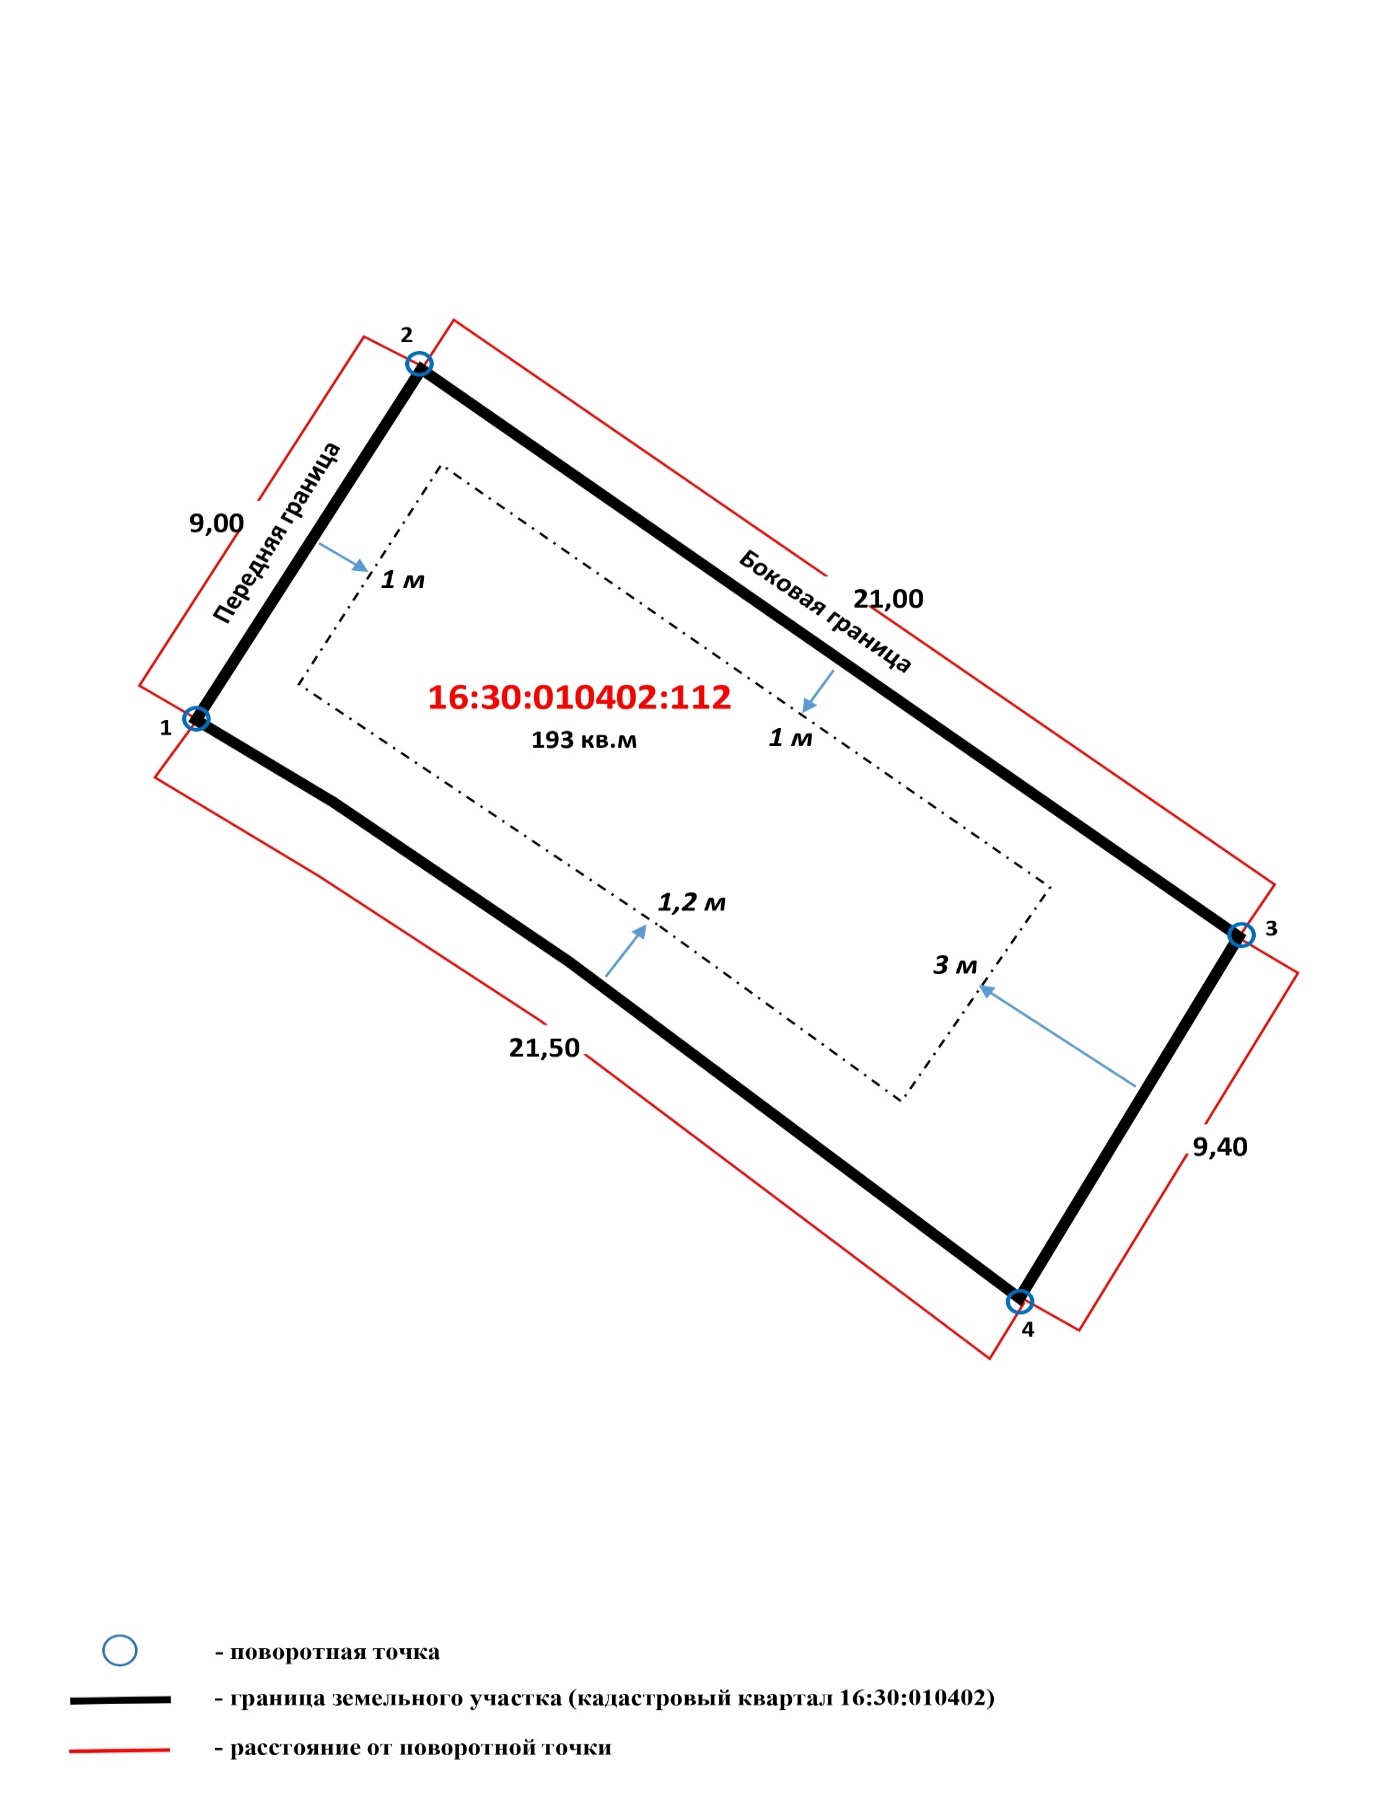 2
Передняя граница
9,00
1 м
Боковая граница
21,00
16:30:010402:112
193 кв.м
1
1 м
1,2 м
3
3 м
21,50
9,40
4
- поворотная точка
- граница земельного участка (кадастровый квартал 16:30:010402)
- расстояние от поворотной точки